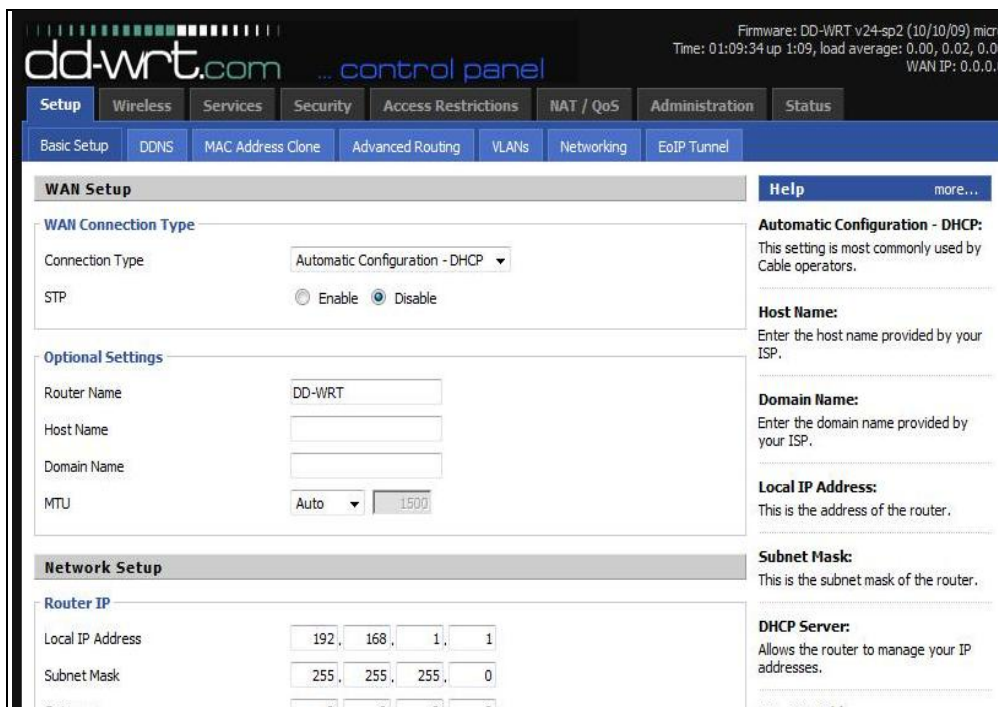 dd-wrt.com ... control panel
Firmware: DD-WRT v24-sp2 (10/10/09) micr
Time: 01:09:34 up 1:09, load average: 0.00, 0.02, 0.0
WAN IP: 0.0.0.
Setup Wireless Services Security Access Restrictions NAT / QoS Administration Status
Basic Setup DDNS MAC Address Clone Advanced Routing VLANs Networking EoIP Tunnel
WAN Setup
WAN Connection Type
Connection Type Automatic Configuration - DHCP
STP Enable Disable
Optional Settings
Router Name DD-WRT
Host Name
Domain Name
MTU Auto 1500
Network Setup
Router IP
Local IP Address 192. 168. 1. 1
Subnet Mask 255. 255. 255. 0
Help more...
Automatic Configuration - DHCP:
This setting is most commonly used by
Cable operators.
Host Name:
Enter the host name provided by your
ISP.
Domain Name:
Enter the domain name provided by
your ISP.
Local IP Address:
This is the address of the router.
Subnet Mask:
This is the subnet mask of the router.
DHCP Server:
Allows the router to manage your IP
addresses.